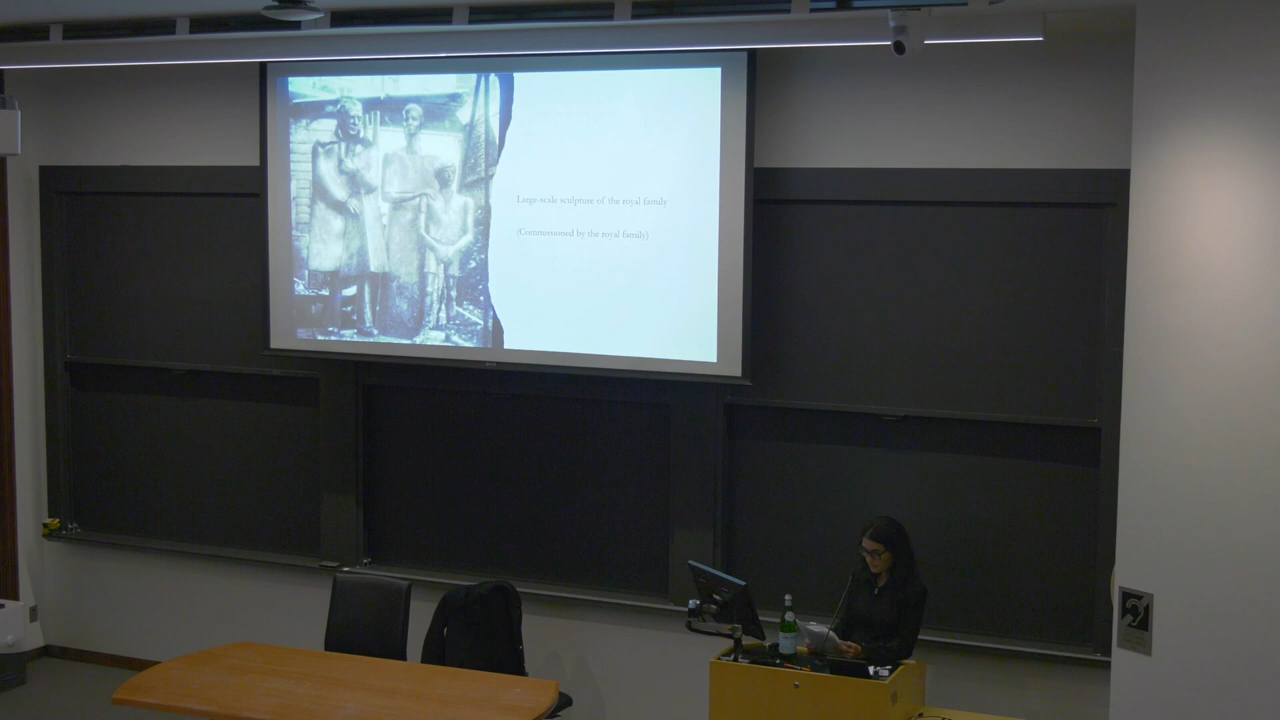 Large-scale sculpture of the royal family
(Commissioned by the royal family)